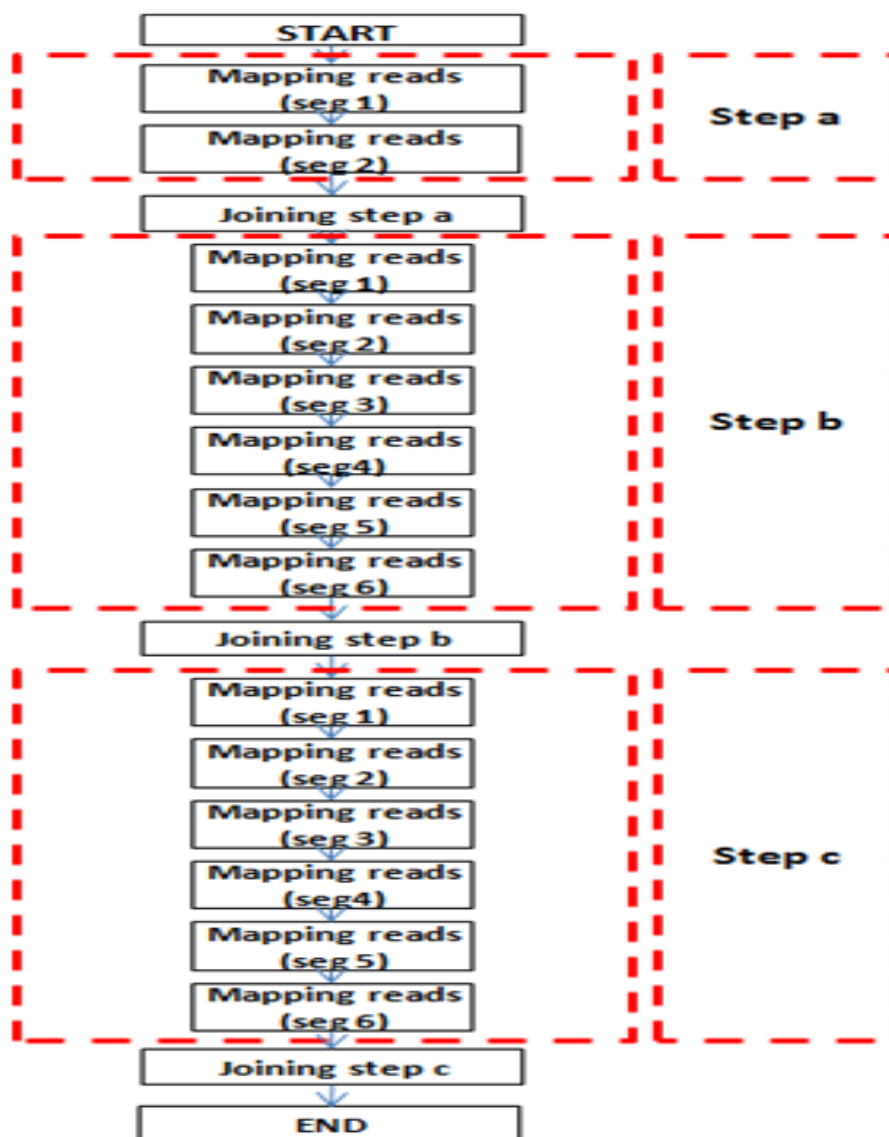 START
Mapping reads
(seg 1)
Step a
Mapping reads
(seg 2)
Joining step a
Mapping reads
(seg 1)
Mapping reads
(seg 2)
Mapping reads
(seg 3)
Step b
Mapping reads
(seg4)
Mapping reads
(seg 5)
Mapping reads
(seg 6)
Joining step b
Mapping reads
(seg 1)
Mapping reads
(seg 2)
Mapping reads
(seg 3)
Step c
Mapping reads
(seg4)
Mapping reads
(seg 5)
Mapping reads
(seg 6)
Joining step c
END